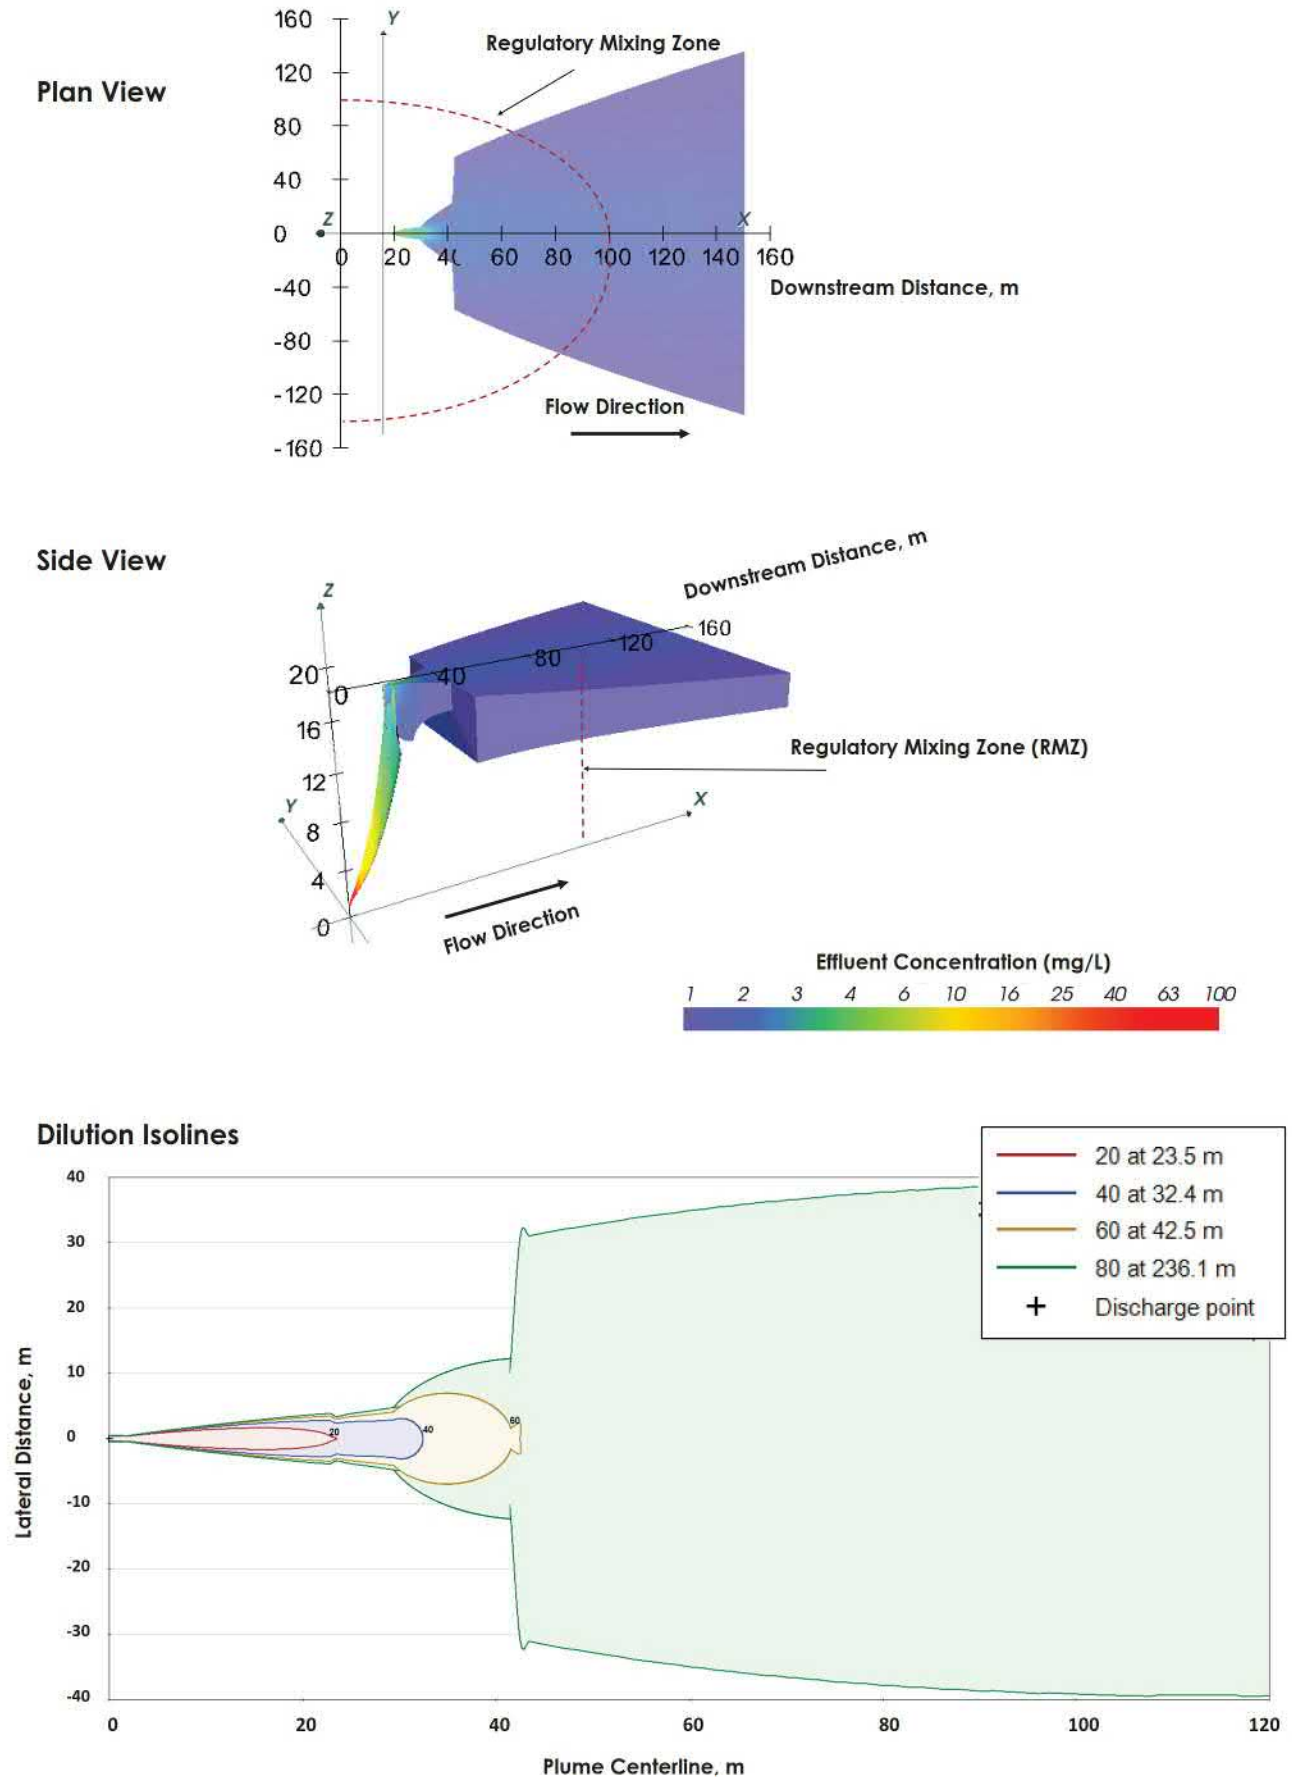 Plan View
160
Y
Regulatory Mixing Zone
120
80
40
Z
0
X
0 20 40 60 80 100 120 140 160
-40
Downstream Distance, m
-80
-120
Flow Direction
-160
Side View
Downstream Distance, m
Z
160
120
80
40
0
20
16
Regulatory Mixing Zone (RMZ)
12
X
Y
8
4
0
Flow Direction
Effluent Concentration (mg/L)
1 2 3 4 6 10 16 25 40 63 100
Dilution Isolines
20 at 23.5 m
40 at 32.4 m
60 at 42.5 m
80 at 236.1 m
+ Discharge point
40
30
20
10
0
-10
-20
-30
-40
Lateral Distance, m
20
40
60
0 20 40 60 80 100 120
Plume Centerline, m